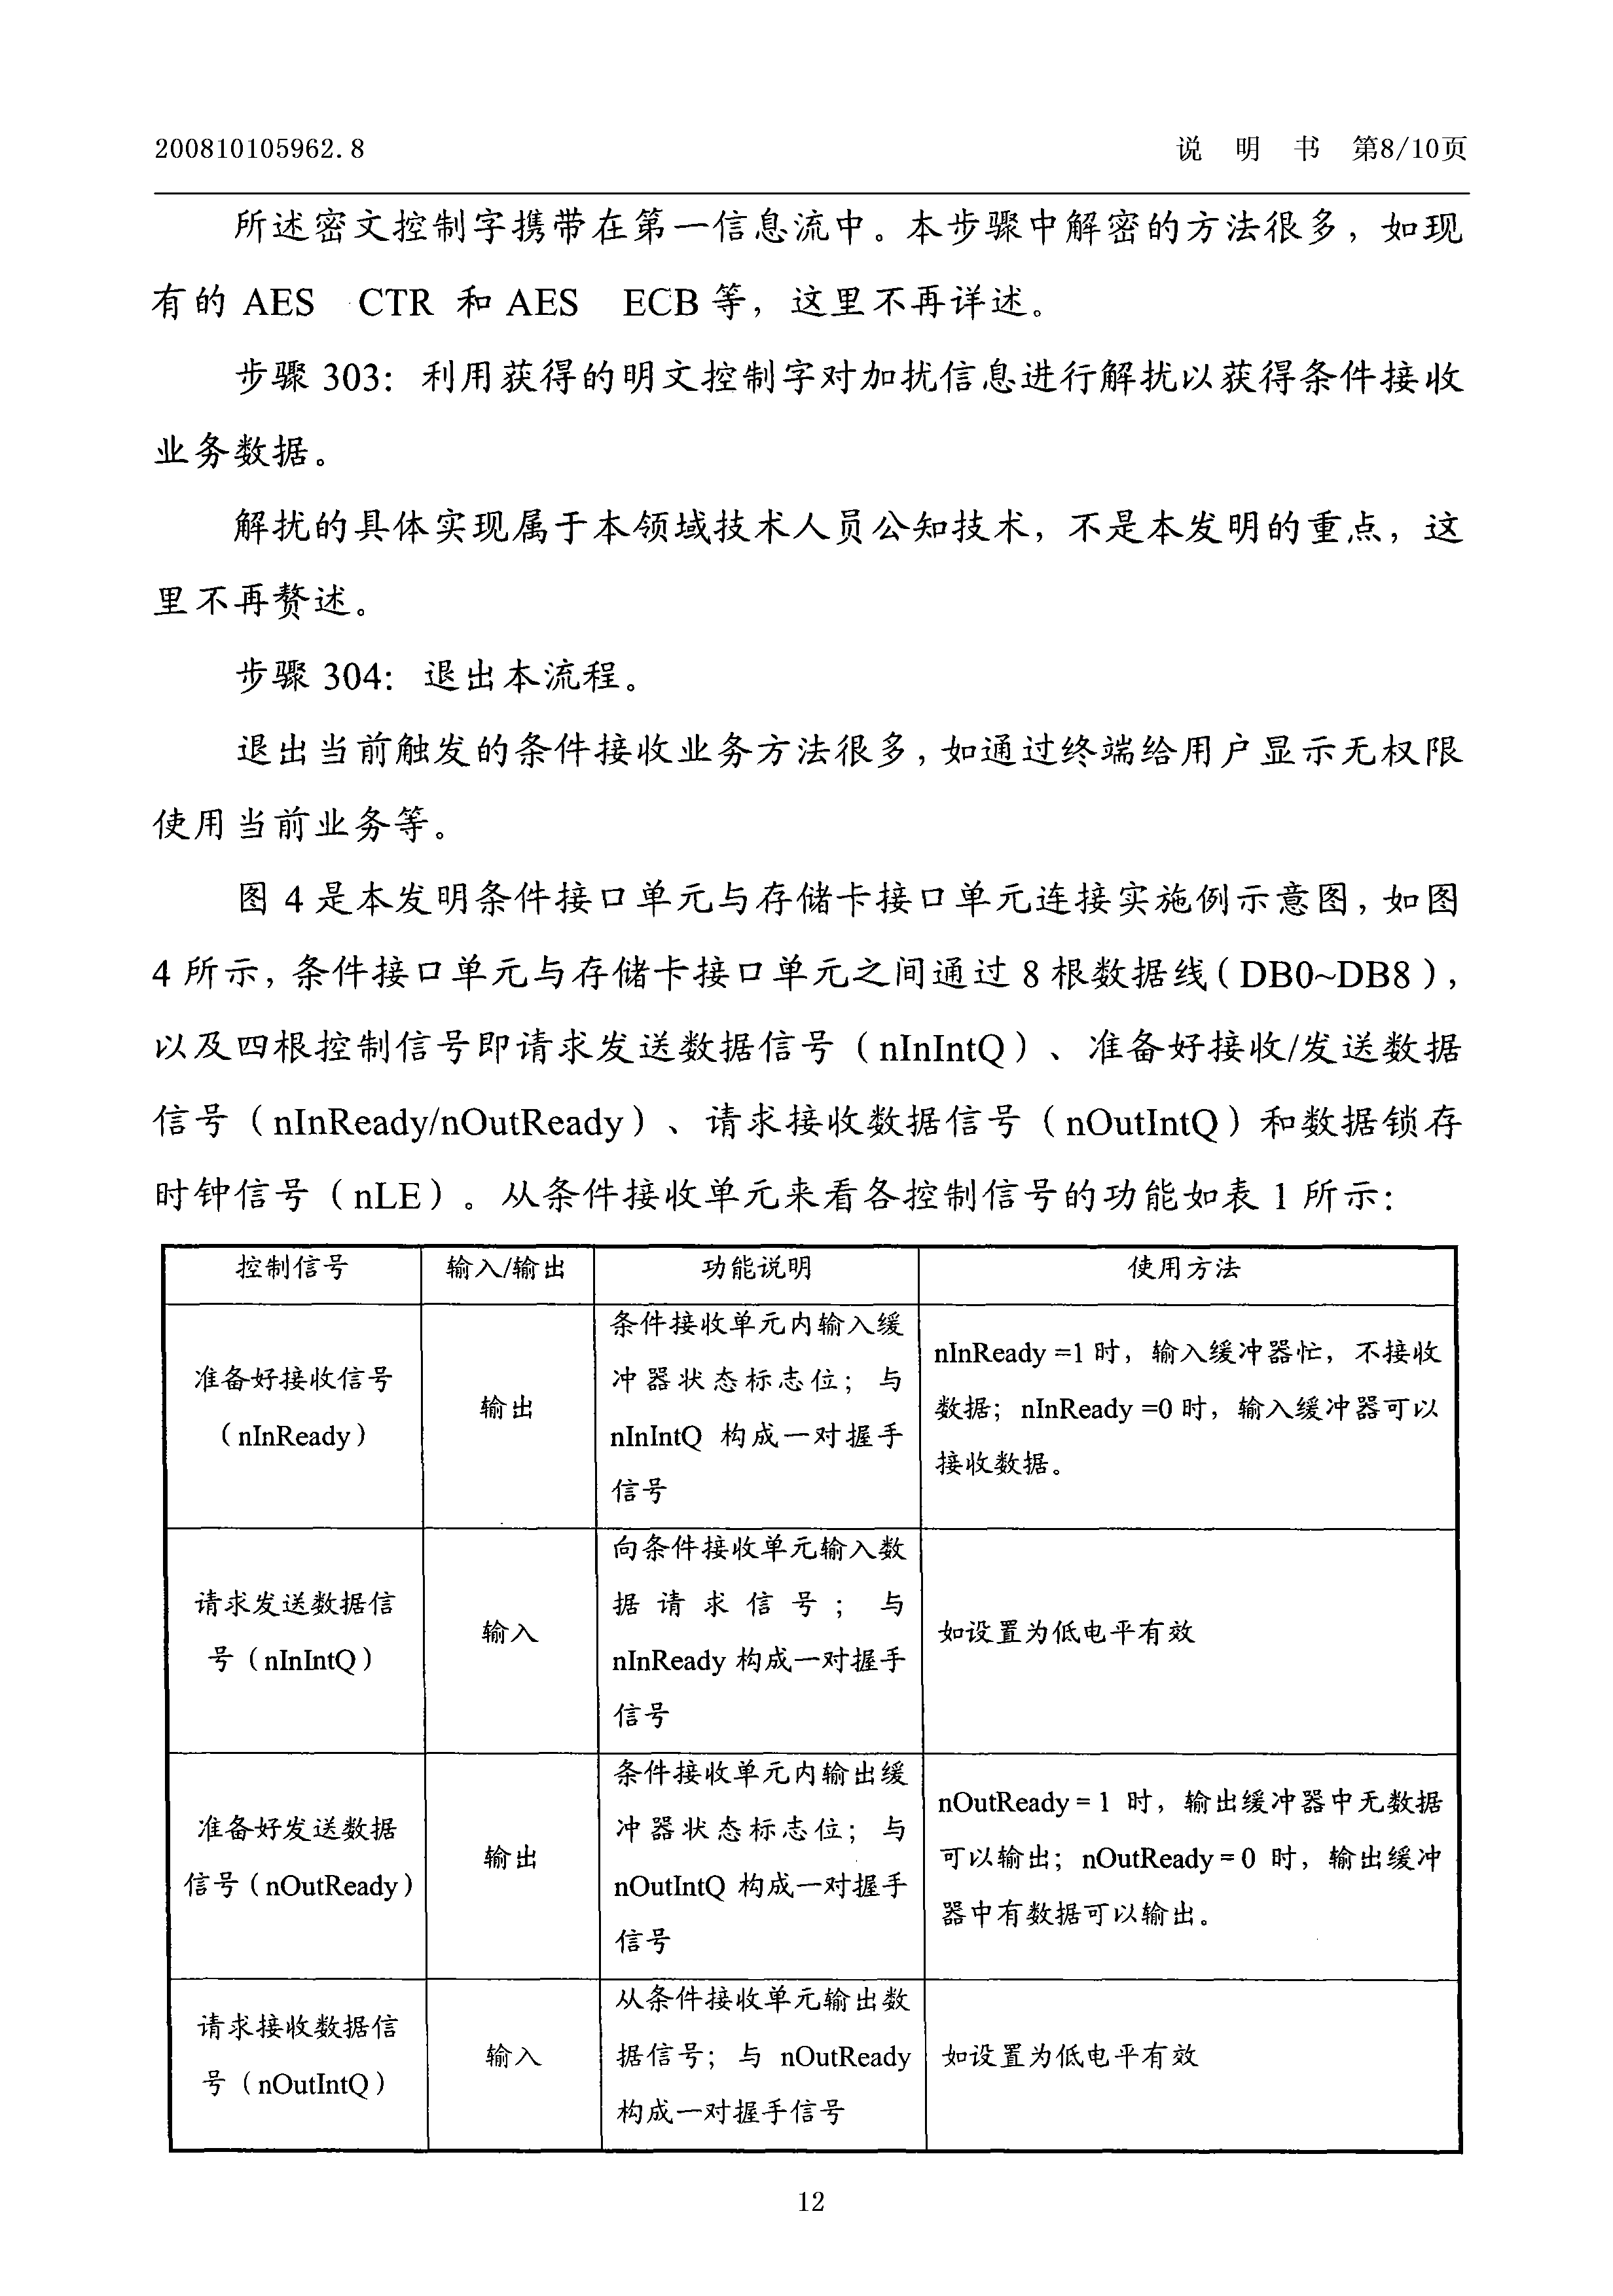 200810105962.8 说 明 书 第8/10页
所述密文控制字携带在第一信息流中。本步骤中解密的方法很多，如现
有的 AES CTR 和 AES ECB 等，这里不再详述。
步骤 303：利用获得的明文控制字对加扰信息进行解扰以获得条件接收
业务数据。
解扰的具体实现属于本领域技术人员公知技术，不是本发明的重点，这
里不再赘述。
步骤 304：退出本流程。
退出当前触发的条件接收业务方法很多，如通过终端给用户显示无权限
使用当前业务等。
图 4 是本发明条件接口单元与存储卡接口单元连接实施例示意图，如图
4 所示，条件接口单元与存储卡接口单元之间通过 8 根数据线（DB0~DB8），
以及四根控制信号即请求发送数据信号（nInIntQ）、准备好接收/发送数据
信号（nInReady/nOutReady）、请求接收数据信号（nOutIntQ）和数据锁存
时钟信号（nLE）。从条件接收单元来看各控制信号的功能如表 1 所示：
控制信号 输入/输出 功能说明 使用方法
准备好接收信号
（nInReady）
输出
条件接收单元内输入缓
冲器状态标志位；与
nInIntQ 构成一对握手
信号
nInReady =1 时，输入缓冲器忙，不接收
数据；nInReady =0 时，输入缓冲器可以
接收数据。
请求发送数据信
号（nInIntQ）
输入
向条件接收单元输入数
据请求信号；与
nInReady 构成一对握手
信号
如设置为低电平有效
准备好发送数据
信号（nOutReady）
输出
条件接收单元内输出缓
冲器状态标志位；与
nOutIntQ 构成一对握手
信号
nOutReady = 1 时，输出缓冲器中无数据
可以输出；nOutReady = 0 时，输出缓冲
器中有数据可以输出。
请求接收数据信
号（nOutIntQ）
输入
从条件接收单元输出数
据信号；与 nOutReady
构成一对握手信号
如设置为低电平有效
12